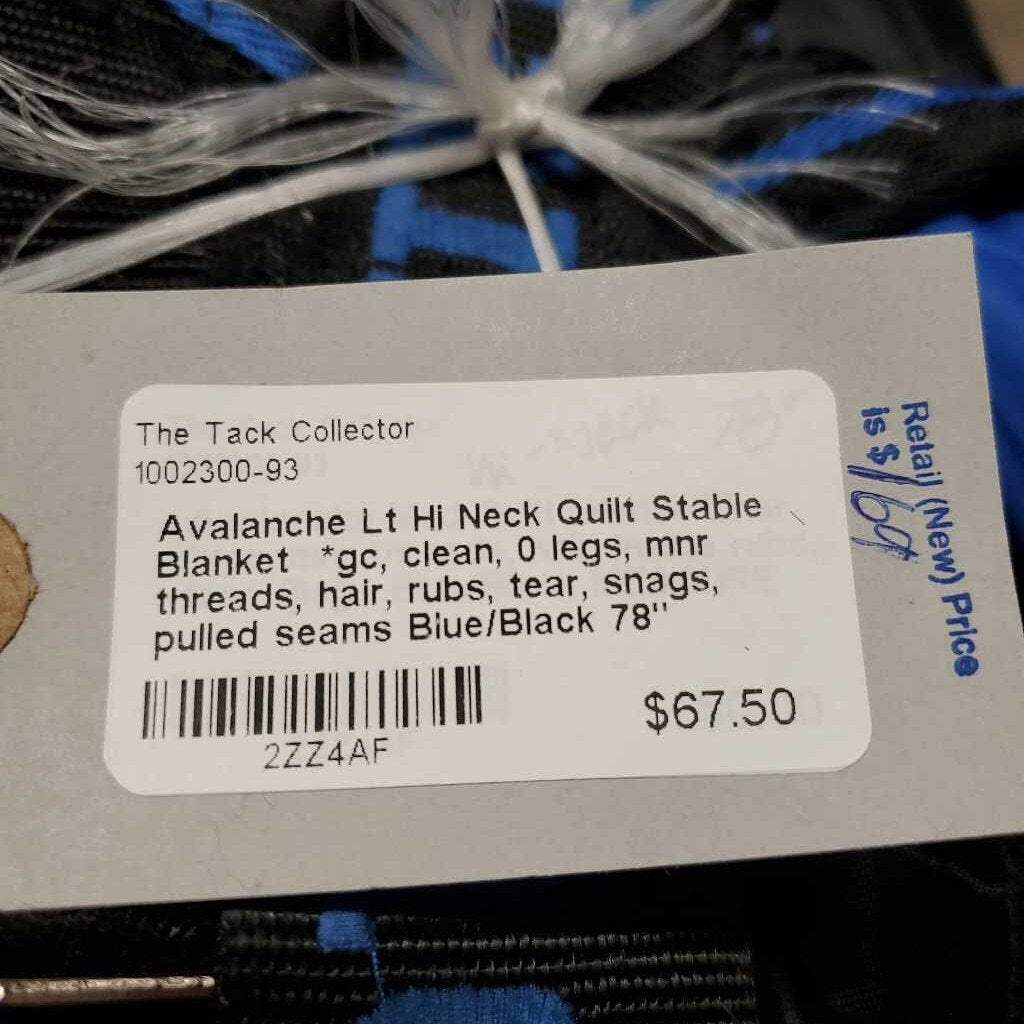 The Tack Collector
1002300-93
Avalanche Lt Hi Neck Quilt Stable
Blanket *gc, clean, 0 legs, mnr
threads, hair, rubs, tear, snags,
pulled seams Blue/Black 78"
2ZZ4AF
$67.50
Retail (New) Price
is $169